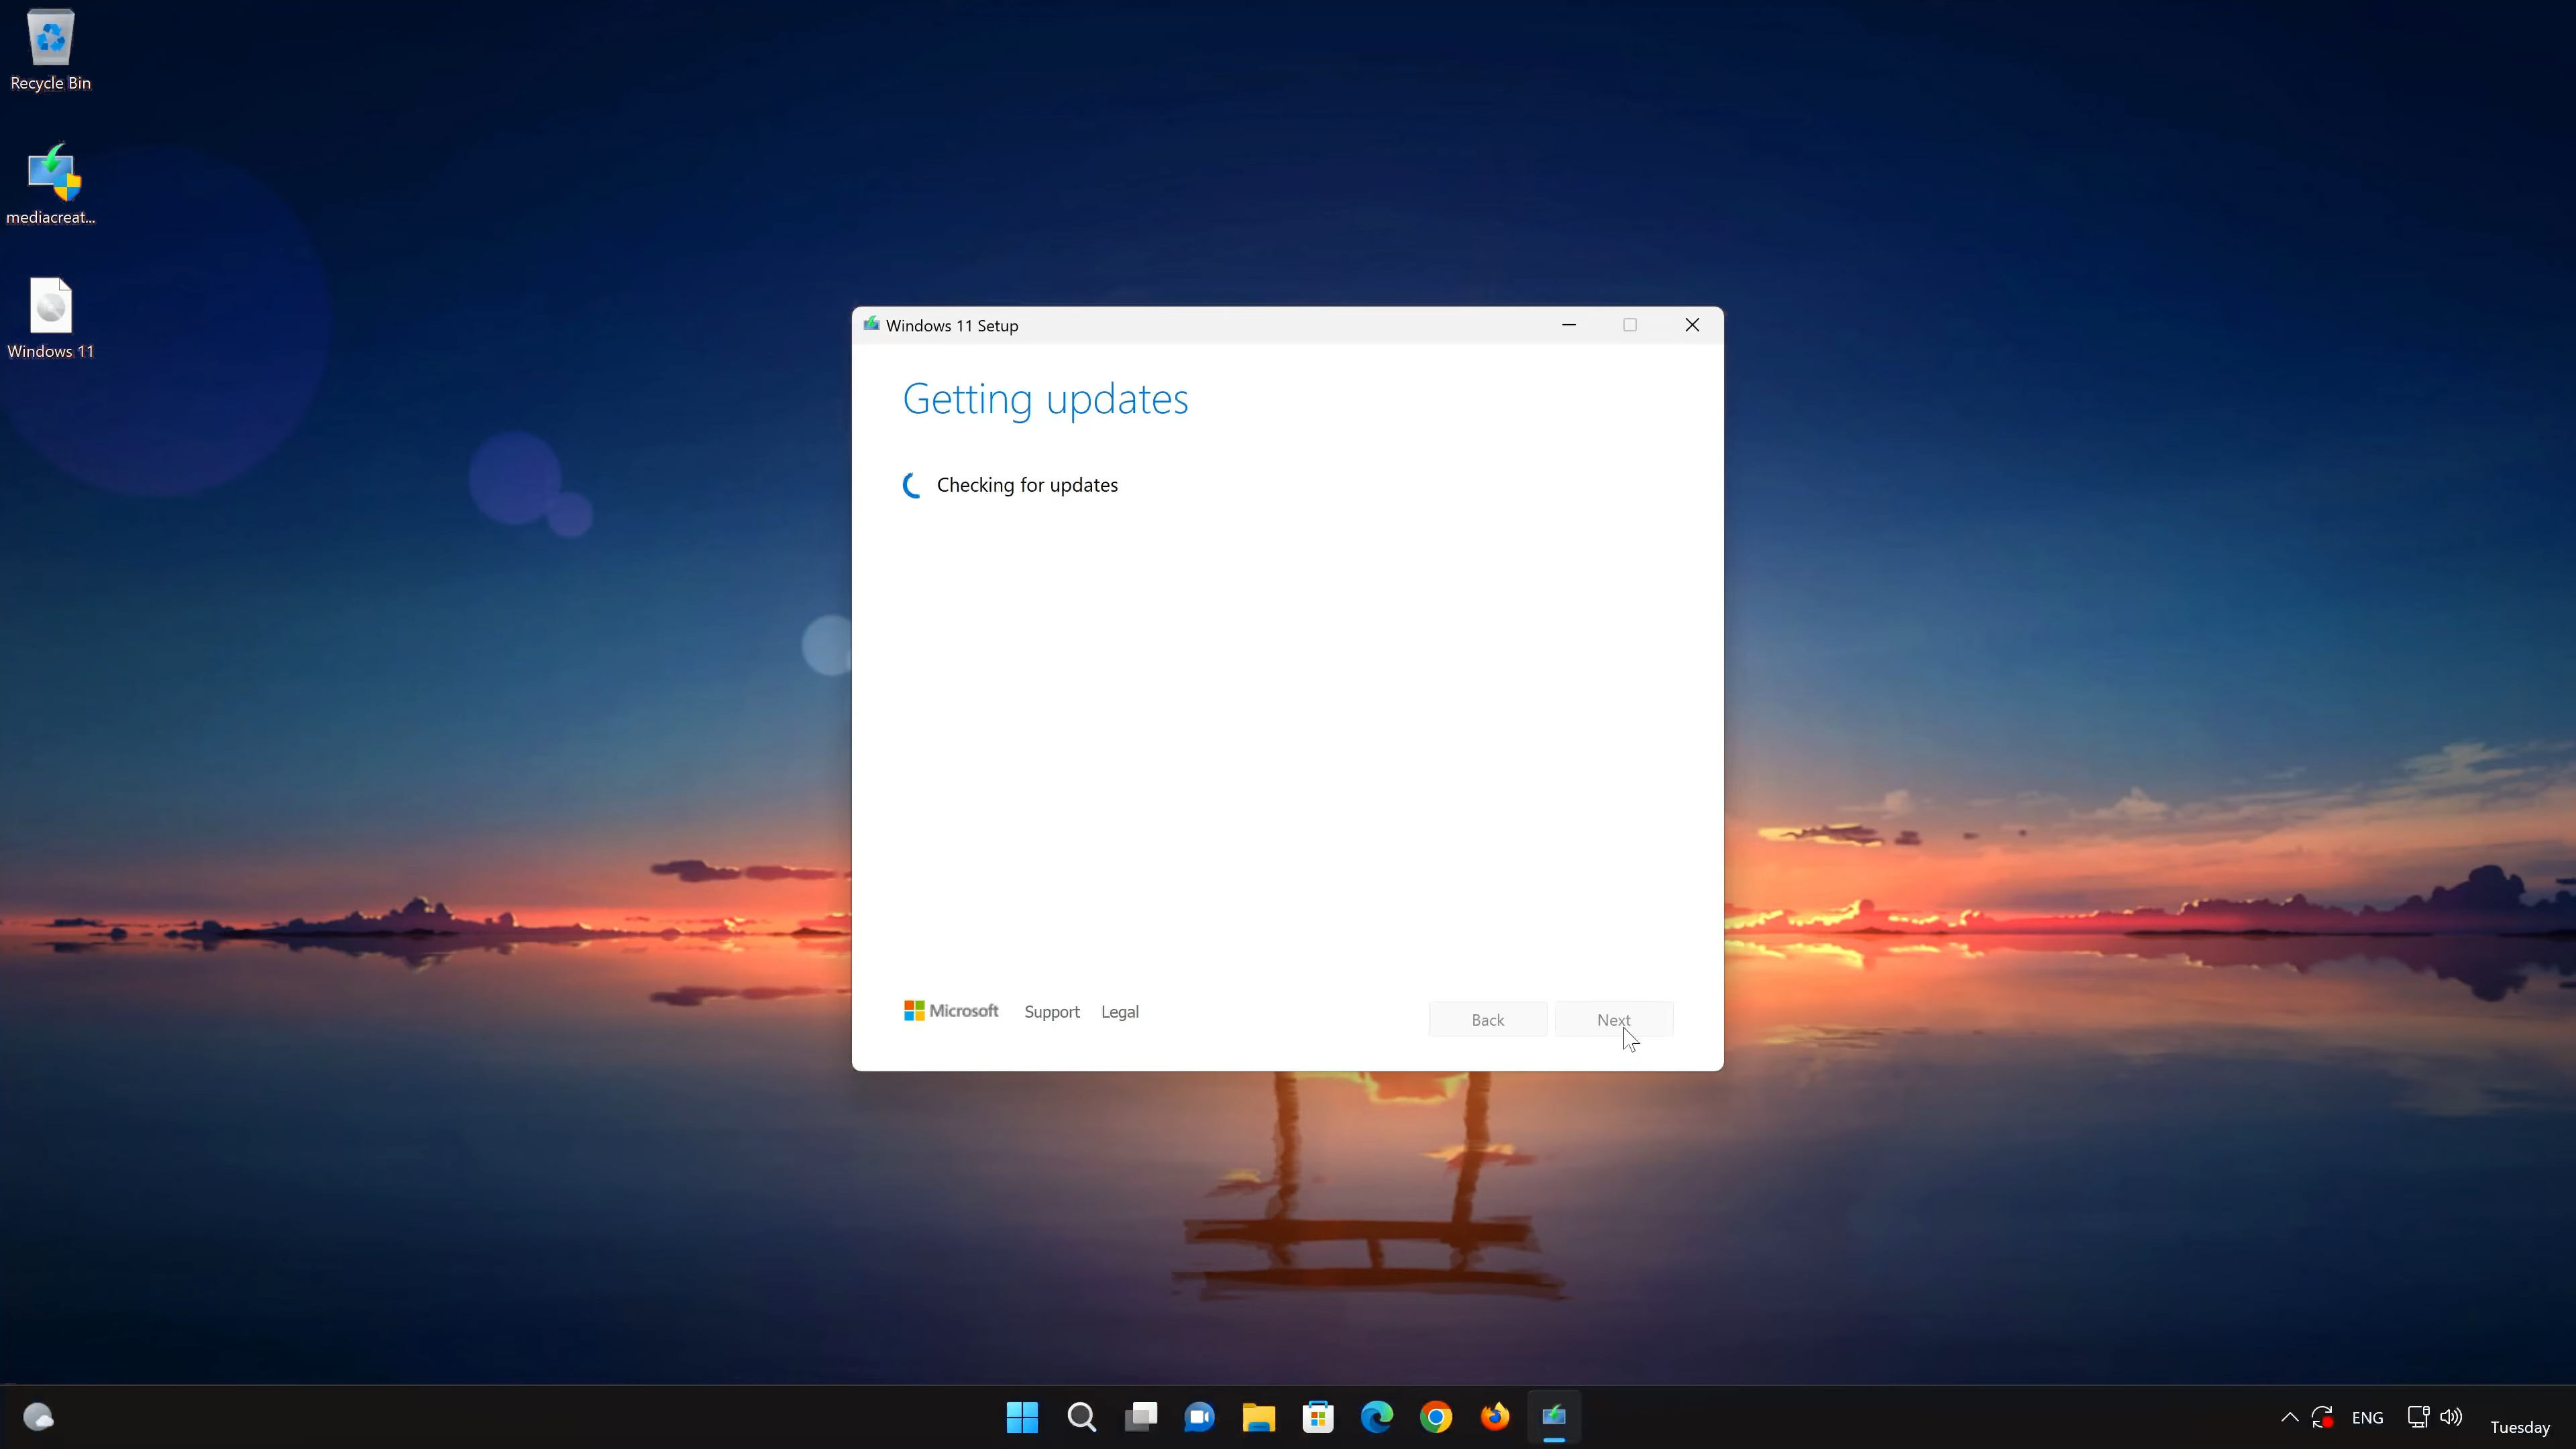 Recycle Bin
mediacreat...
Windows 11
Windows 11 Setup
Getting updates
Checking for updates
Microsoft Support Legal
Back Next
ENG
Tuesday